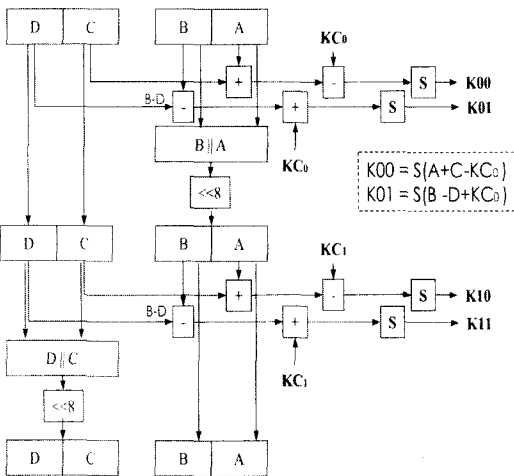 D C B A
KC₀
+ - S K00
B-D - + S K01
KC₀
B || A
<<8
K00 = S(A+C-KC₀)
K01 = S(B -D+KC₀)
D C B A
KC₁
+ - S K10
B-D - + S K11
KC₁
D || C
<<8
D C B A